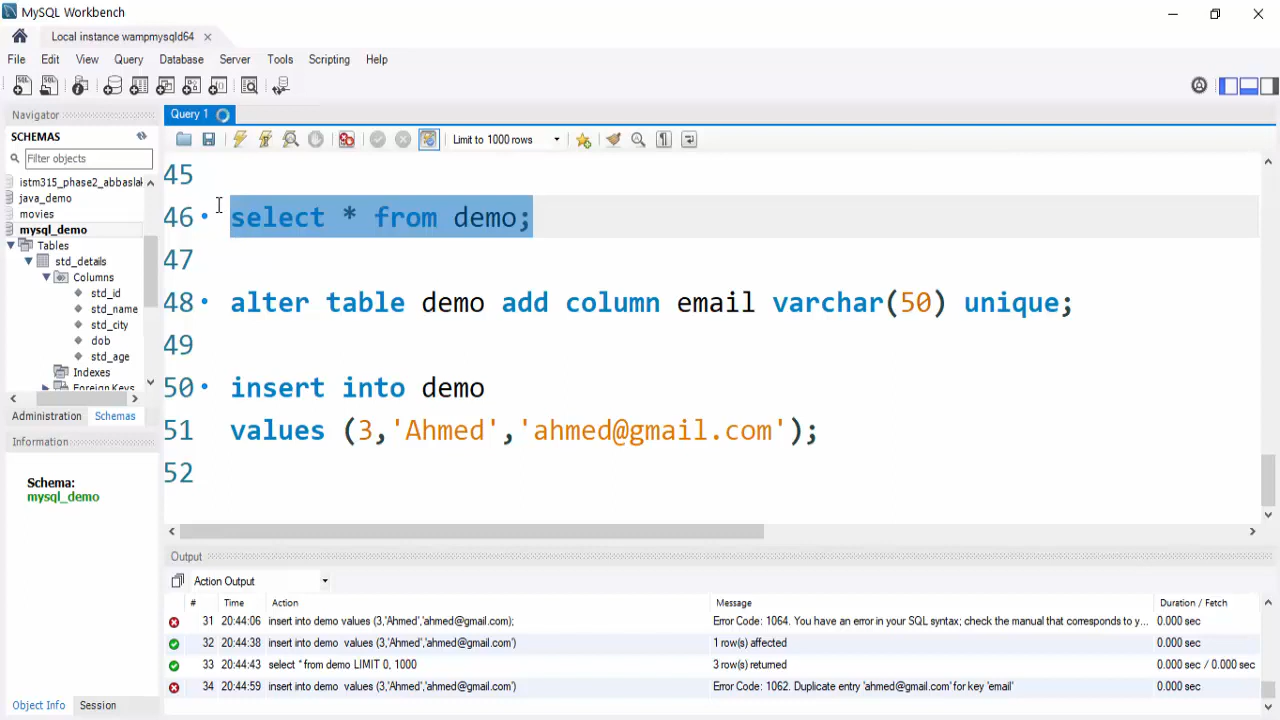 MySQL Workbench
Local instance wampmysqld64
File Edit View Query Database Server Tools Scripting Help
Navigator
SCHEMAS
Filter objects
istm315_phase2_abbaslak
java_demo
movies
mysql_demo
Tables
std_details
Columns
std_id
std_name
std_city
dob
std_age
Indexes
Foreign Keys
Administration Schemas
Information
Schema:
mysql_demo
Object Info Session
Query 1
Limit to 1000 rows
45
46 select * from demo;
47
48 alter table demo add column email varchar(50) unique;
49
50 insert into demo
51 values (3,'Ahmed','ahmed@gmail.com');
52
Output
Action Output
# Time Action Message Duration / Fetch
31 20:44:06 insert into demo values (3,'Ahmed','ahmed@gmail.com); Error Code: 1064. You have an error in your SQL syntax; check the manual that corresponds to y... 0.000 sec
32 20:44:38 insert into demo values (3,'Ahmed','ahmed@gmail.com') 1 row(s) affected 0.000 sec
33 20:44:43 select * from demo LIMIT 0, 1000 3 row(s) returned 0.000 sec / 0.000 sec
34 20:44:59 insert into demo values (3,'Ahmed','ahmed@gmail.com') Error Code: 1062. Duplicate entry 'ahmed@gmail.com' for key 'email' 0.000 sec